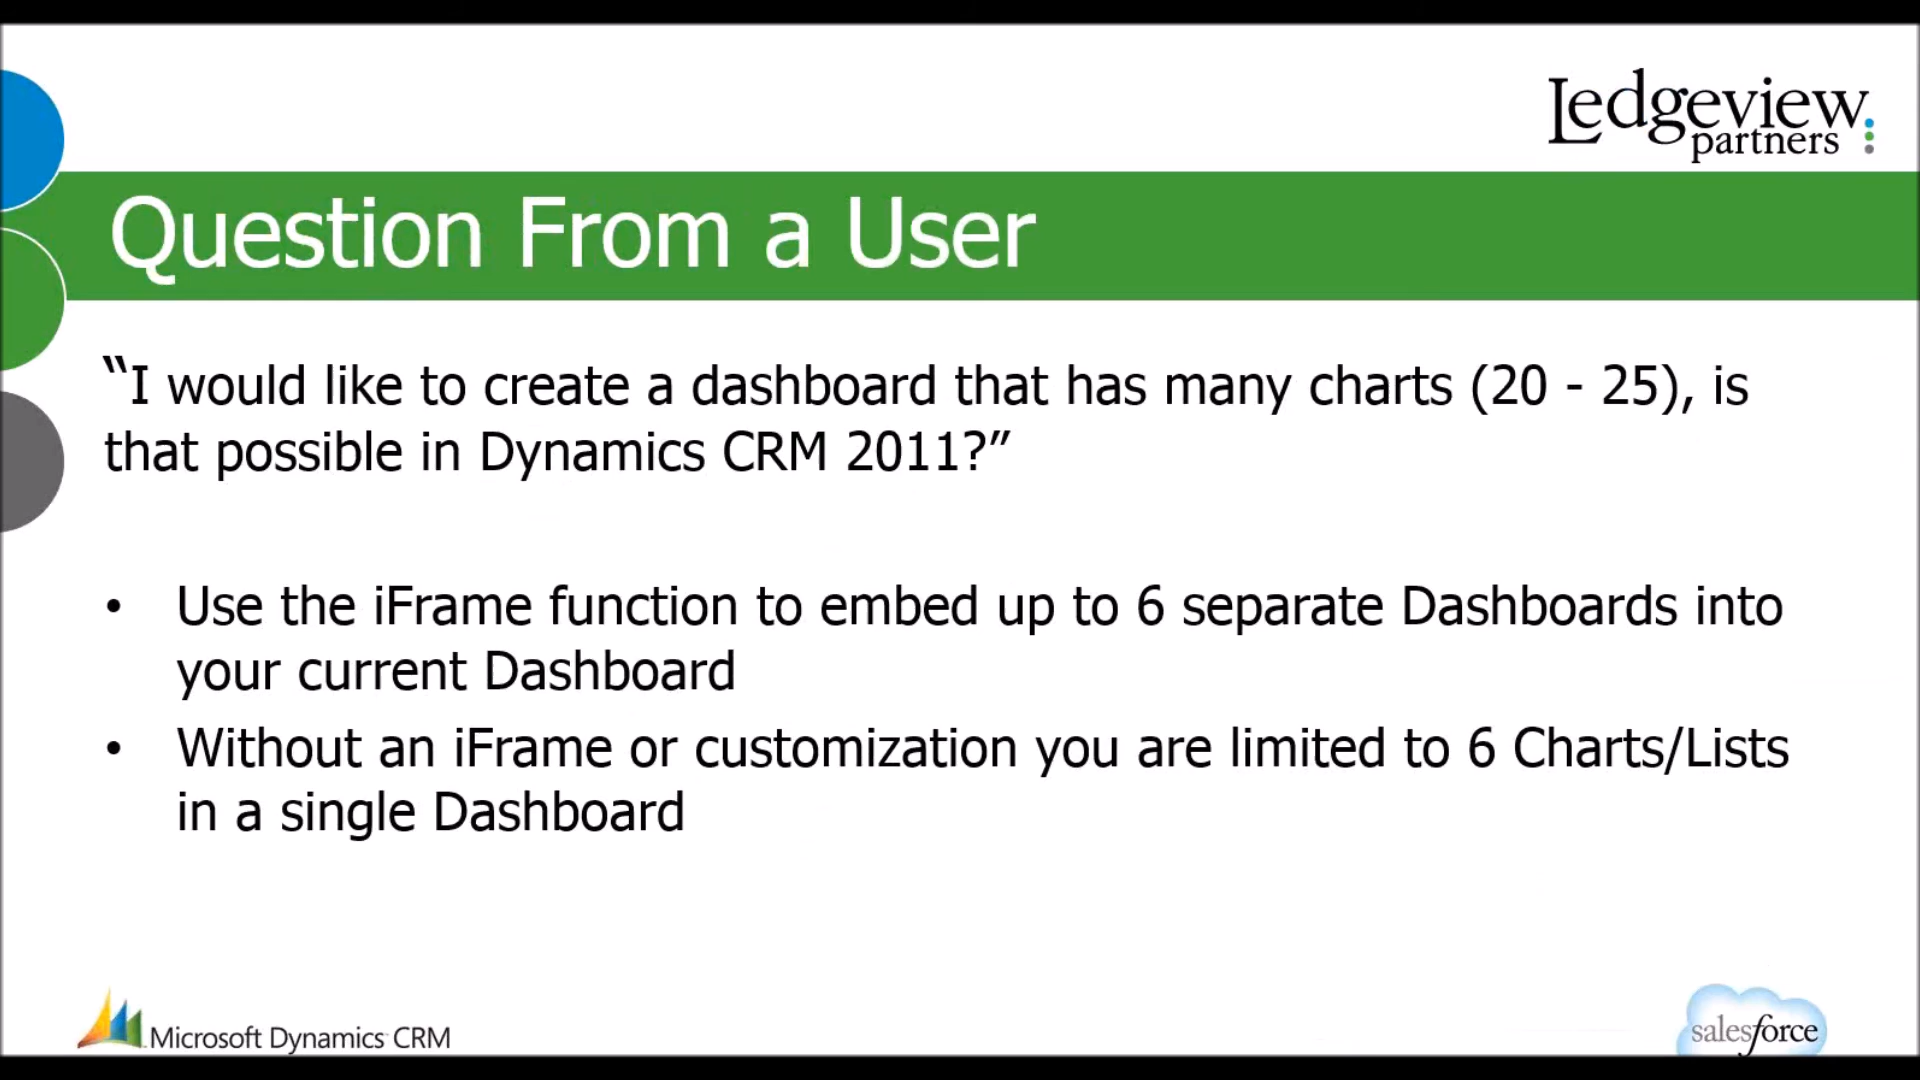 Ledgeview
partners
Question From a User
“I would like to create a dashboard that has many charts (20 - 25), is
that possible in Dynamics CRM 2011?”
• Use the iFrame function to embed up to 6 separate Dashboards into
your current Dashboard
• Without an iFrame or customization you are limited to 6 Charts/Lists
in a single Dashboard
Microsoft Dynamics CRM
salesforce